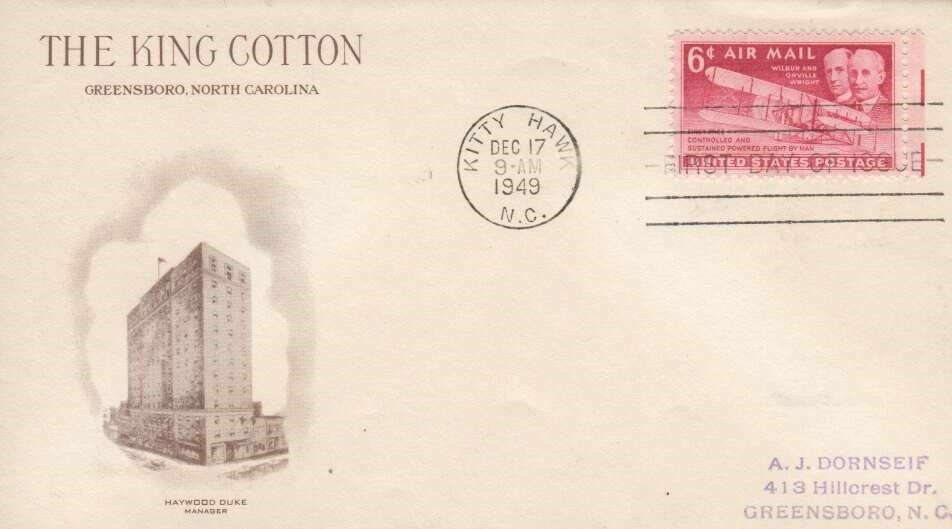 THE KING COTTON
GREENSBORO, NORTH CAROLINA
6¢ AIR MAIL
WILBUR AND
ORVILLE
WRIGHT
FIRST FREE
CONTROLLED AND
SUSTAINED POWERED FLIGHT BY MAN
UNITED STATES POSTAGE
KITTY HAWK
DEC 17
9-AM
1949
N.C.
FIRST DAY OF ISSUE
HAYWOOD DUKE
MANAGER
A. J. DORNSEIF
413 Hillcrest Dr.
GREENSBORO, N. C.